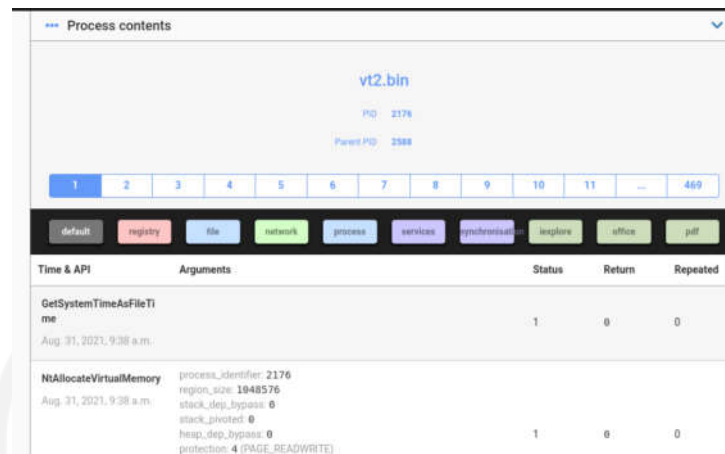 Process contents
vt2.bin
PID 2176
Parent PID 2588
1 2 3 4 5 6 7 8 9 10 11 ... 469
default registry file network process services synchronisation iexplore office pdf
Time & API Arguments Status Return Repeated
GetSystemTimeAsFileTi
me
Aug. 31, 2021, 9:38 a.m.
1 0 0
NtAllocateVirtualMemory
Aug. 31, 2021, 9:38 a.m.
process_identifier: 2176
region_size: 1048576
stack_dep_bypass: 0
stack_pivoted: 0
heap_dep_bypass: 0
protection: 4 (PAGE_READWRITE)
1 0 0